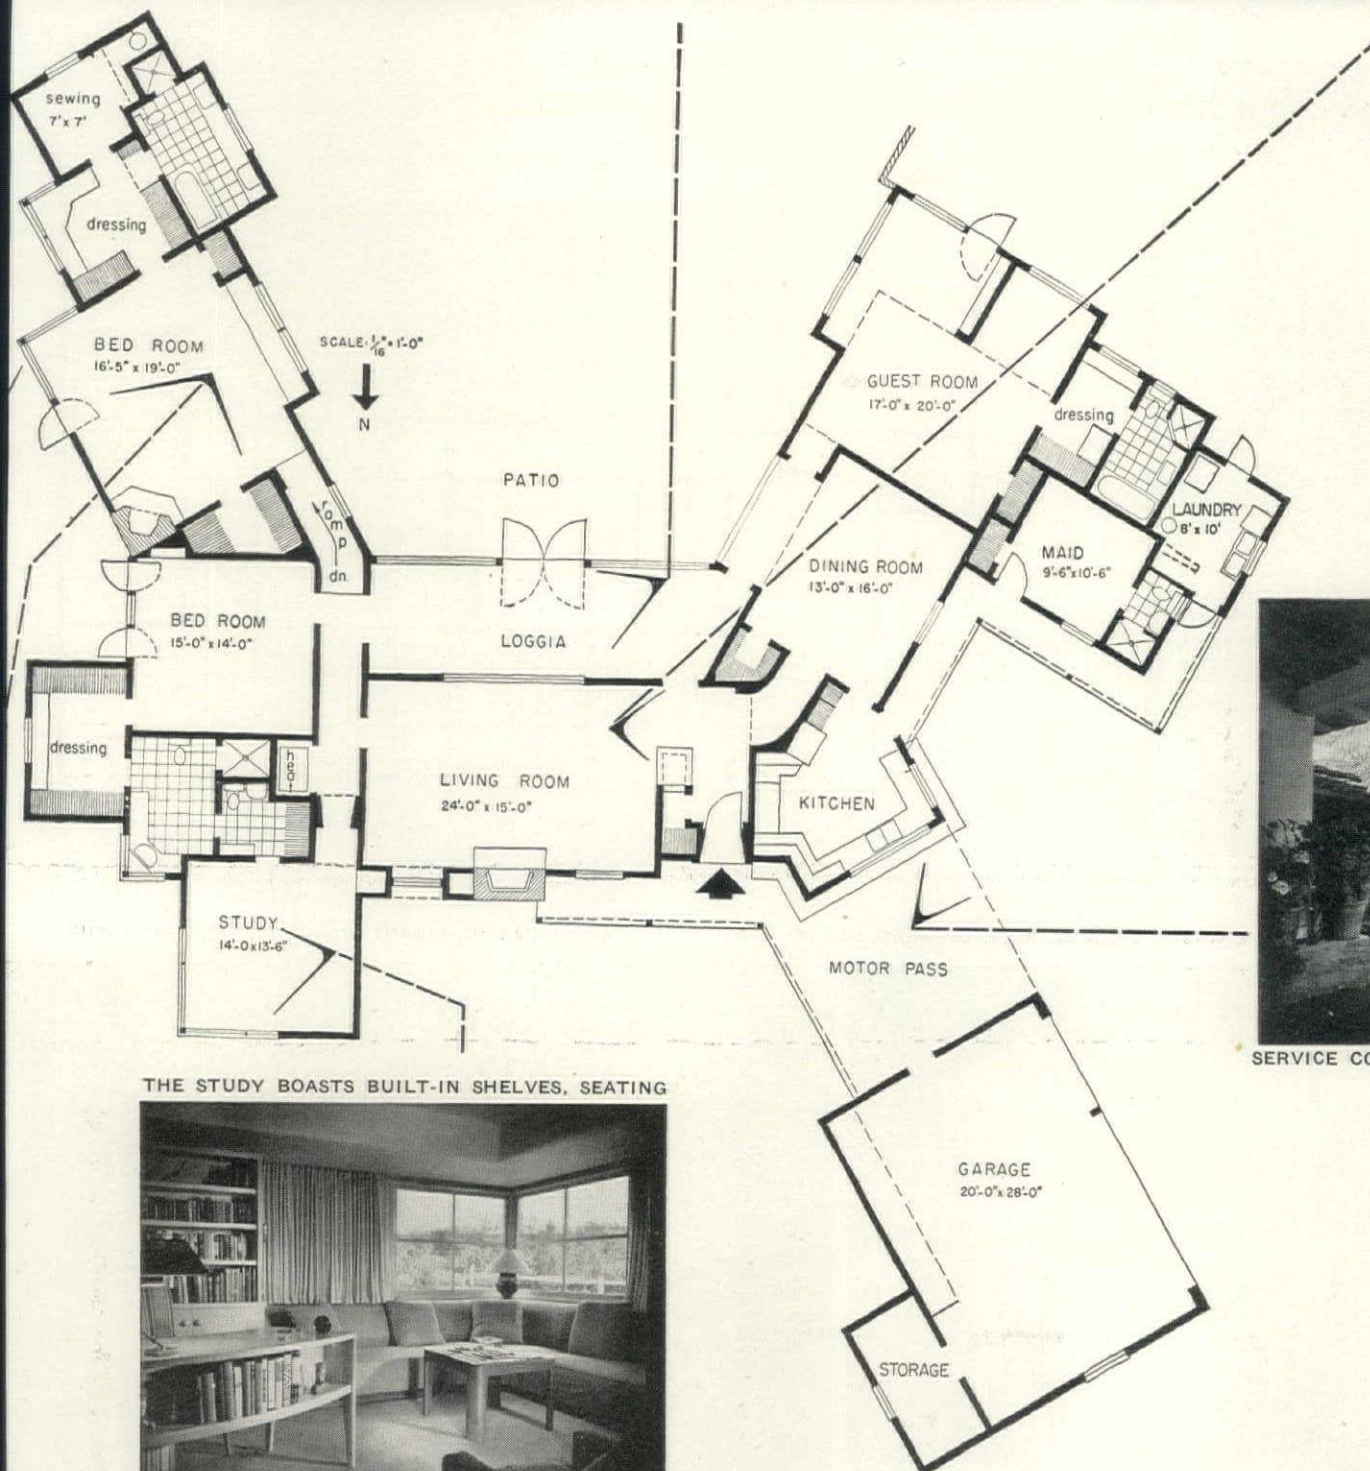 sewing
7' x 7'
dressing
BED ROOM
16'-5" x 19'-0"
SCALE: 1/16" = 1'-0"
N
PATIO
GUEST ROOM
17'-0" x 20'-0"
dressing
LAUNDRY
8' x 10'
MAID
9'-6" x 10'-6"
DINING ROOM
13'-0" x 16'-0"
ramp
dn.
BED ROOM
15'-0" x 14'-0"
LOGGIA
dressing
heat
LIVING ROOM
24'-0" x 15'-0"
KITCHEN
STUDY
14'-0 x 13'-6"
MOTOR PASS
SERVICE CO
THE STUDY BOASTS BUILT-IN SHELVES, SEATING
GARAGE
20'-0" x 28'-0"
STORAGE